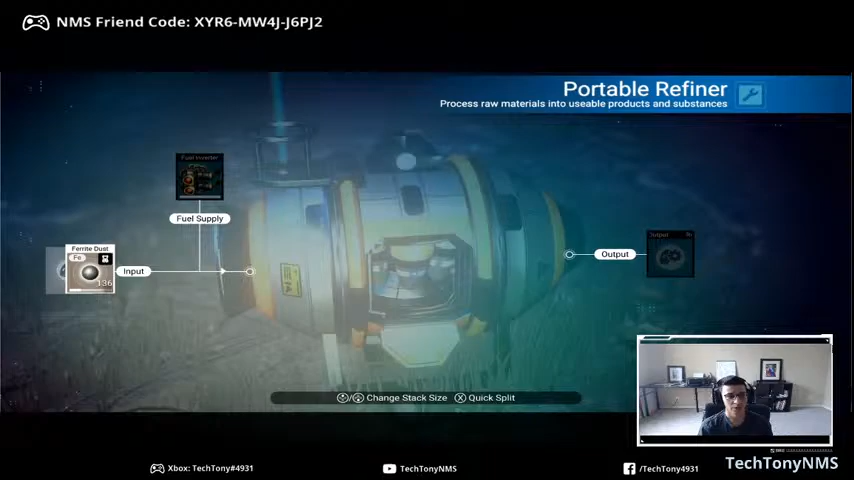 NMS Friend Code: XYR6-MW4J-J6PJ2
Portable Refiner
Process raw materials into useable products and substances
Fuel Inverter
Fuel Supply
Ferrite Dust
Fe
136
Input
Output
Output
Change Stack Size
X Quick Split
Xbox: TechTony#4931
TechTonyNMS
/TechTony4931
TechTonyNMS